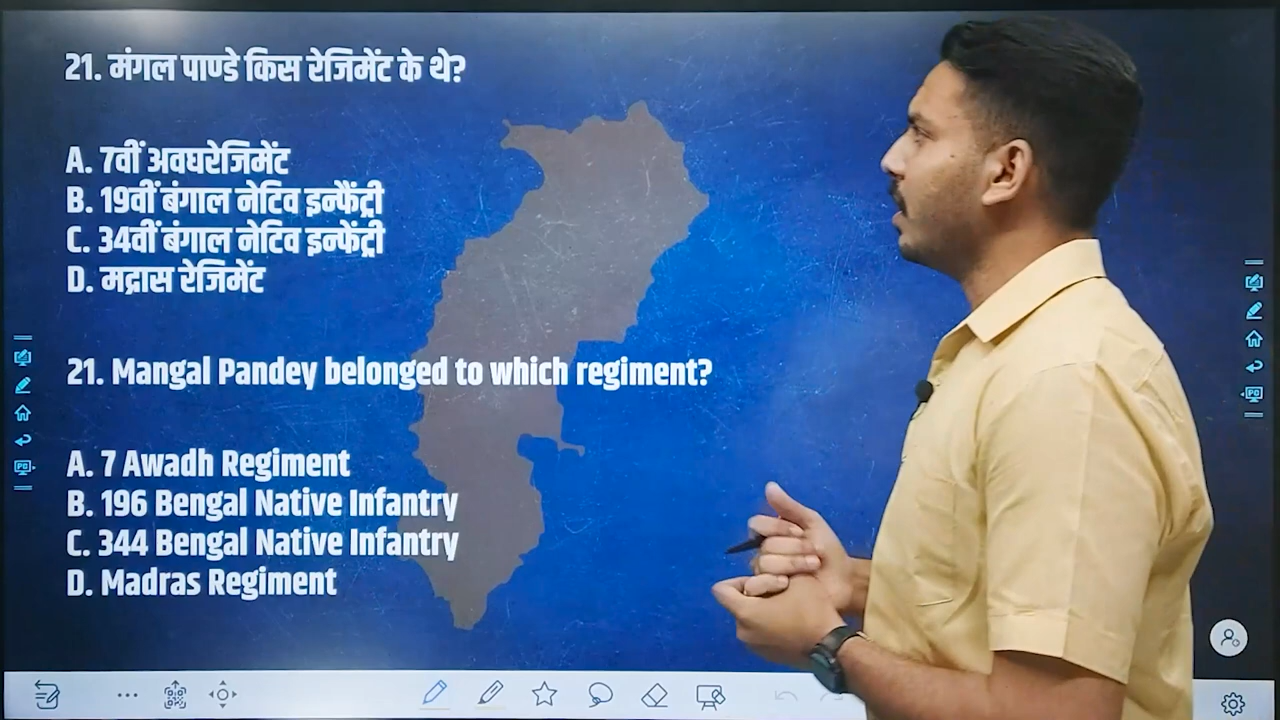 21. मंगल पाण्डे किस रेजिमेंट के थे?
A. 7वीं अवघरेजिमेंट
B. 19वीं बंगाल नेटिव इन्फैंट्री
C. 34वीं बंगाल नेटिव इन्फेंट्री
D. मद्रास रेजिमेंट
21. Mangal Pandey belonged to which regiment?
A. 7 Awadh Regiment
B. 196 Bengal Native Infantry
C. 344 Bengal Native Infantry
D. Madras Regiment